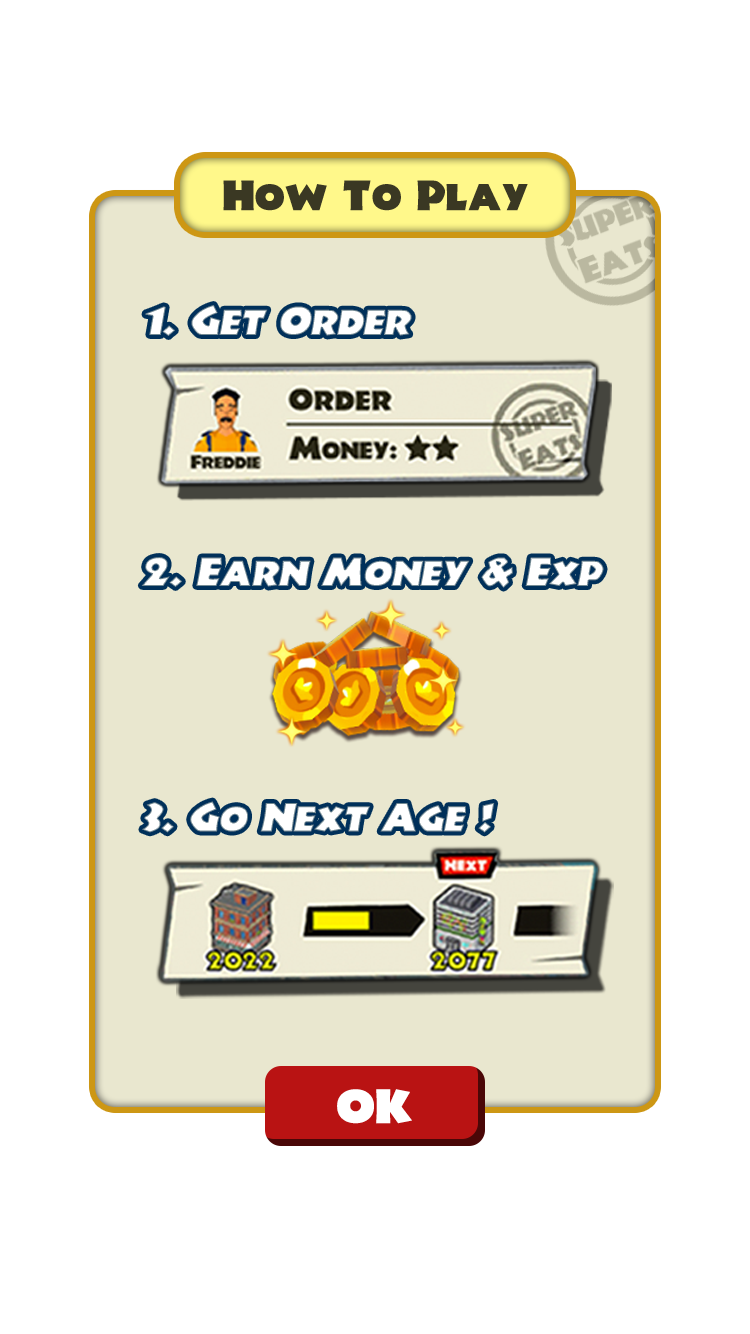 How To Play
SUPER
EATS
1. Get Order
Order
Freddie
Money: ★★
SUPER
EATS
2. Earn Money & Exp
3. Go Next Age !
NEXT
2022
2077
OK